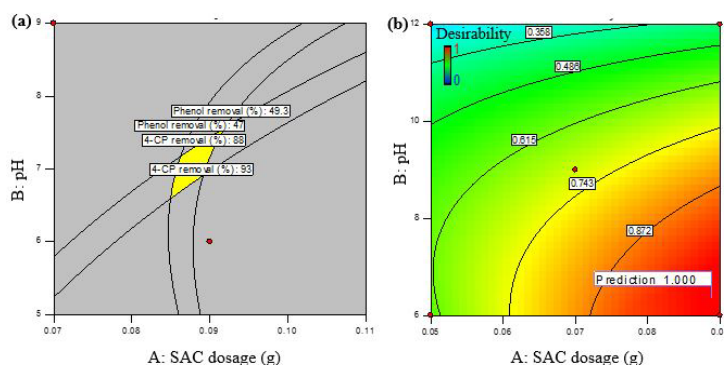 (a)
9
8
7
6
5
B: pH
Phenol removal (%): 49.3
Phenol removal (%): 47
4-CP removal (%): 88
4-CP removal (%): 93
0.07
0.08
0.09
0.10
0.11
A: SAC dosage (g)
(b)
12
10
8
6
B: pH
Desirability
1
0
0.358
0.486
0.615
0.743
0.872
Prediction 1.000
0.05
0.06
0.07
0.08
A: SAC dosage (g)